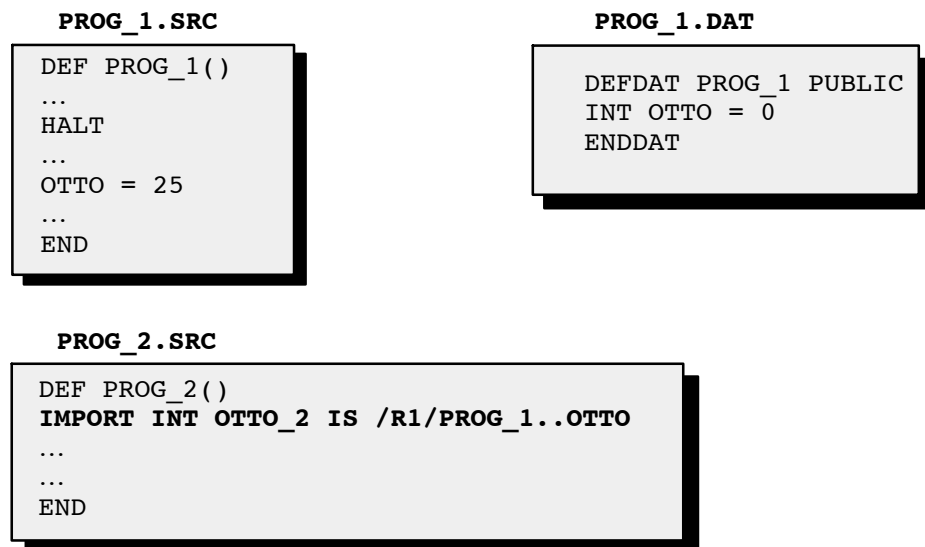 PROG_1.SRC
DEF PROG_1()
...
HALT
...
OTTO = 25
...
END
PROG_1.DAT
DEFDAT PROG_1 PUBLIC
INT OTTO = 0
ENDDAT
PROG_2.SRC
DEF PROG_2()
IMPORT INT OTTO_2 IS /R1/PROG_1..OTTO
...
...
END